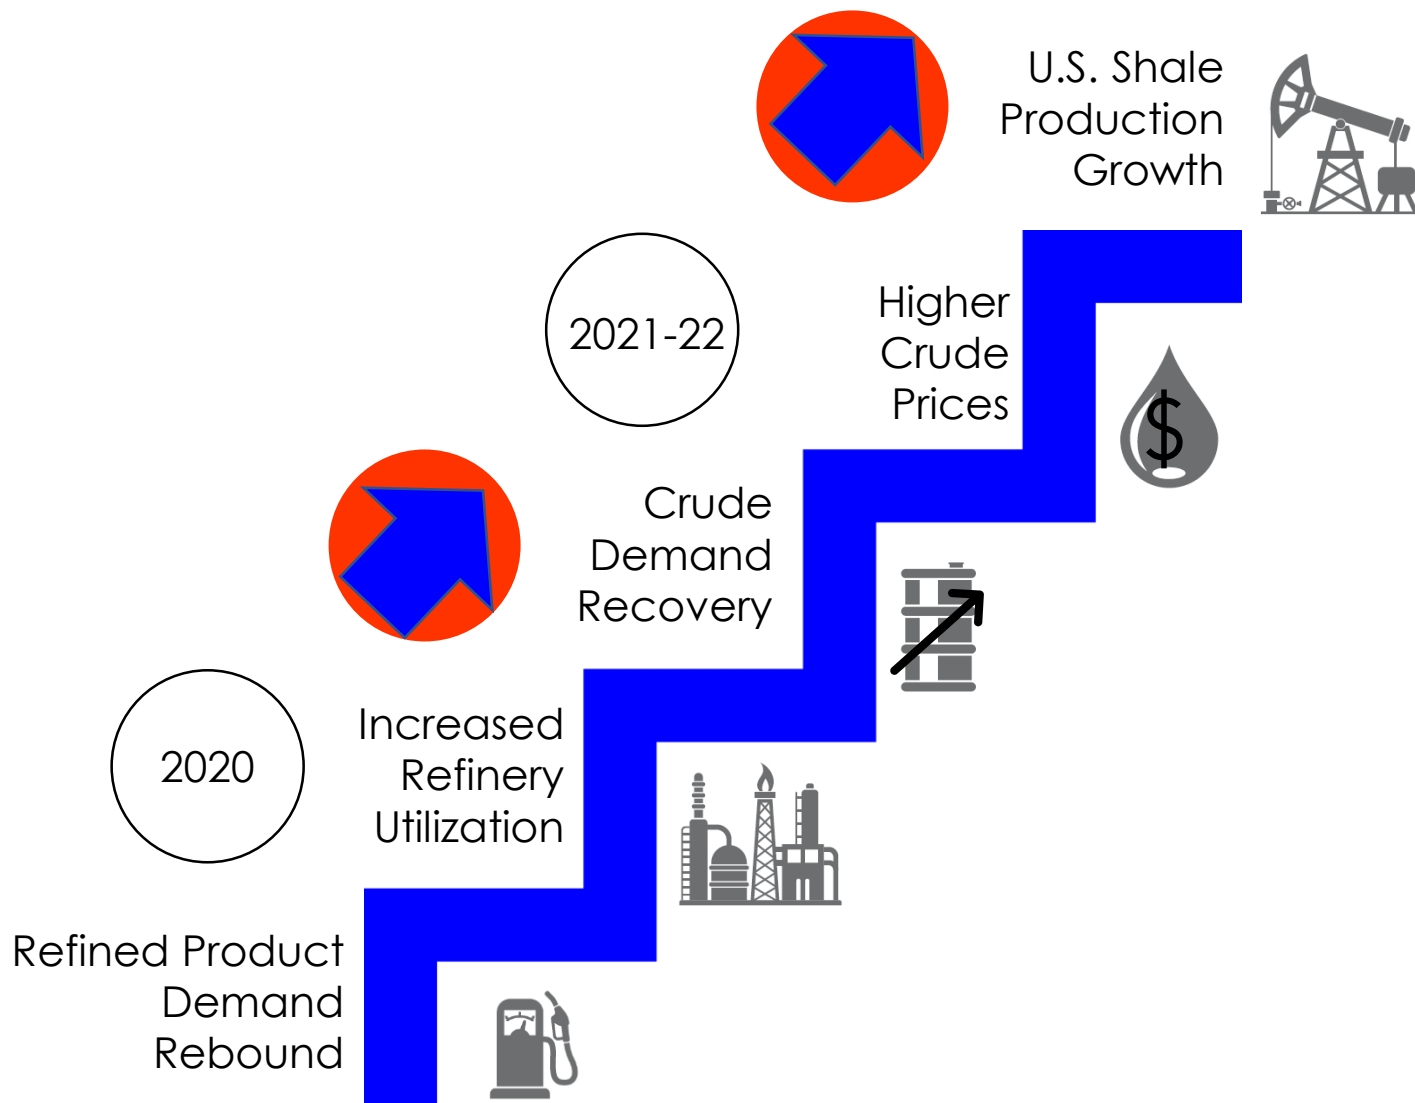 U.S. Shale
Production
Growth
2021-22
Higher
Crude
Prices
$
Crude
Demand
Recovery
2020
Increased
Refinery
Utilization
Refined Product
Demand
Rebound